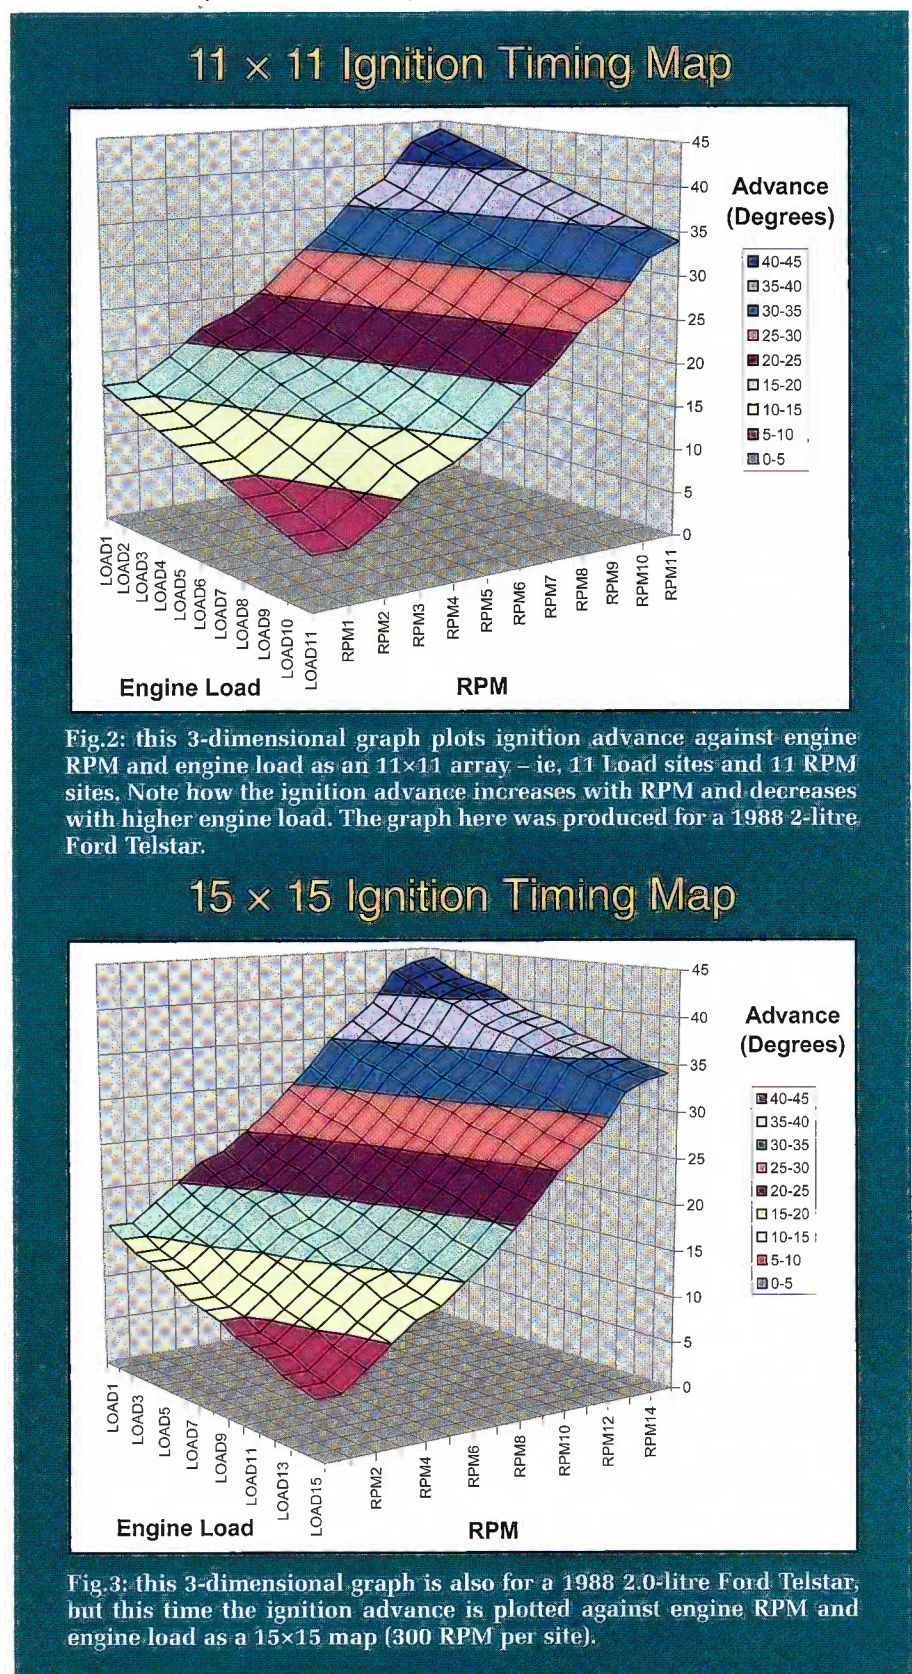 11 × 11 Ignition Timing Map
45
40
35
30
25
20
15
10
5
0
Advance
(Degrees)
40-45
35-40
30-35
25-30
20-25
15-20
10-15
5-10
0-5
LOAD1
LOAD2
LOAD3
LOAD4
LOAD5
LOAD6
LOAD7
LOAD8
LOAD9
LOAD10
LOAD11
RPM1
RPM2
RPM3
RPM4
RPM5
RPM6
RPM7
RPM8
RPM9
RPM10
RPM11
Engine Load
RPM
Fig.2: this 3-dimensional graph plots ignition advance against engine
RPM and engine load as an 11×11 array – ie, 11 Load sites and 11 RPM
sites. Note how the ignition advance increases with RPM and decreases
with higher engine load. The graph here was produced for a 1988 2-litre
Ford Telstar.
15 × 15 Ignition Timing Map
45
40
35
30
25
20
15
10
5
0
Advance
(Degrees)
40-45
35-40
30-35
25-30
20-25
15-20
10-15
5-10
0-5
LOAD1
LOAD3
LOAD5
LOAD7
LOAD9
LOAD11
LOAD13
LOAD15
RPM2
RPM4
RPM6
RPM8
RPM10
RPM12
RPM14
Engine Load
RPM
Fig.3: this 3-dimensional graph is also for a 1988 2.0-litre Ford Telstar,
but this time the ignition advance is plotted against engine RPM and
engine load as a 15×15 map (300 RPM per site).